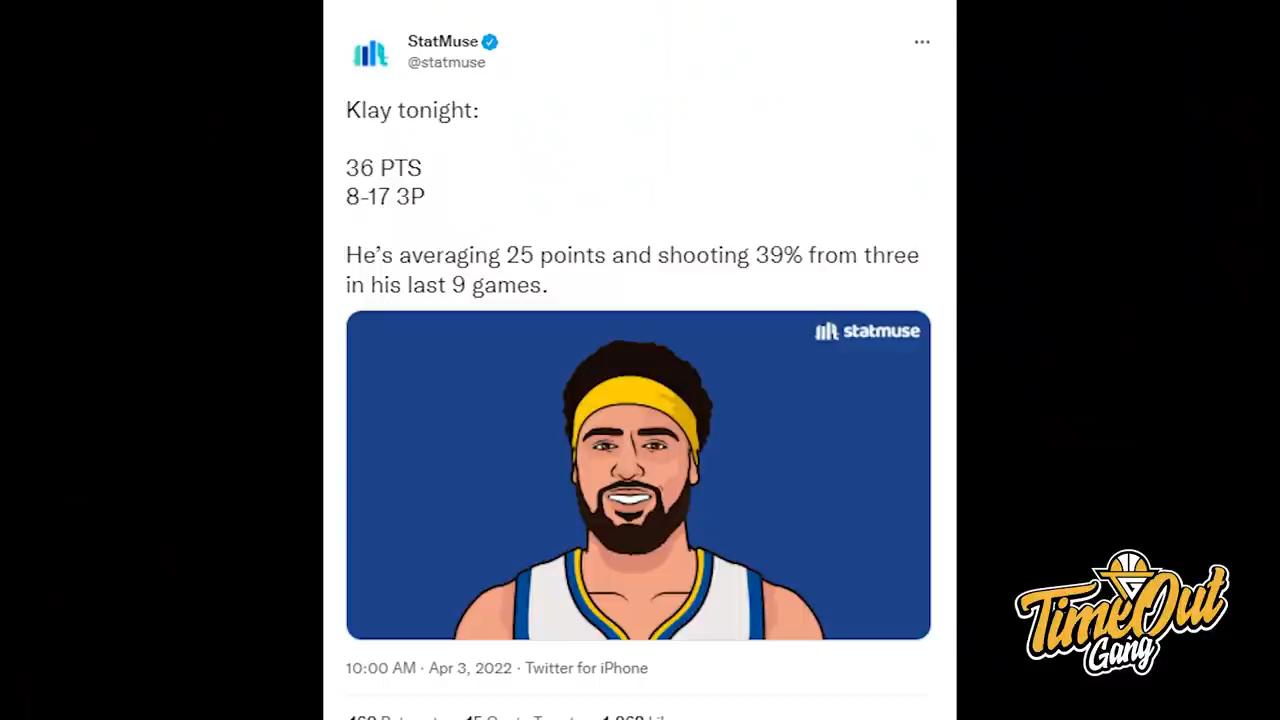 StatMuse
@statmuse
Klay tonight:
36 PTS
8-17 3P
He's averaging 25 points and shooting 39% from three
in his last 9 games.
statmuse
10:00 AM · Apr 3, 2022 · Twitter for iPhone
TimeOut
Gang